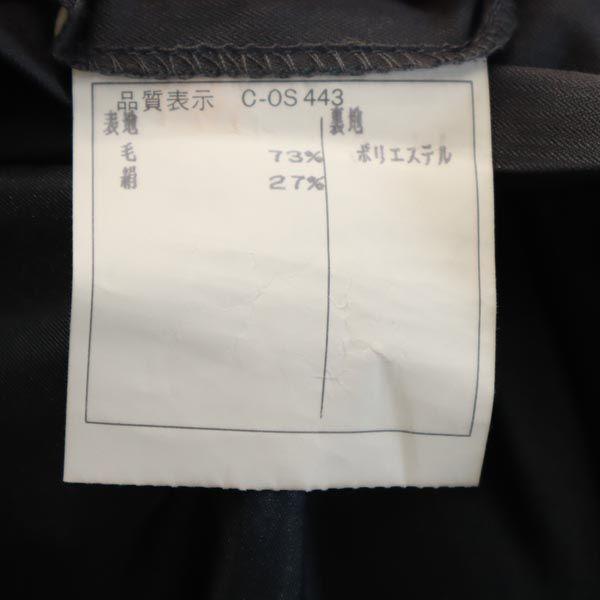 品質表示 C-OS 443
表地
毛 73%
絹 27%
裏地
ポリエステル